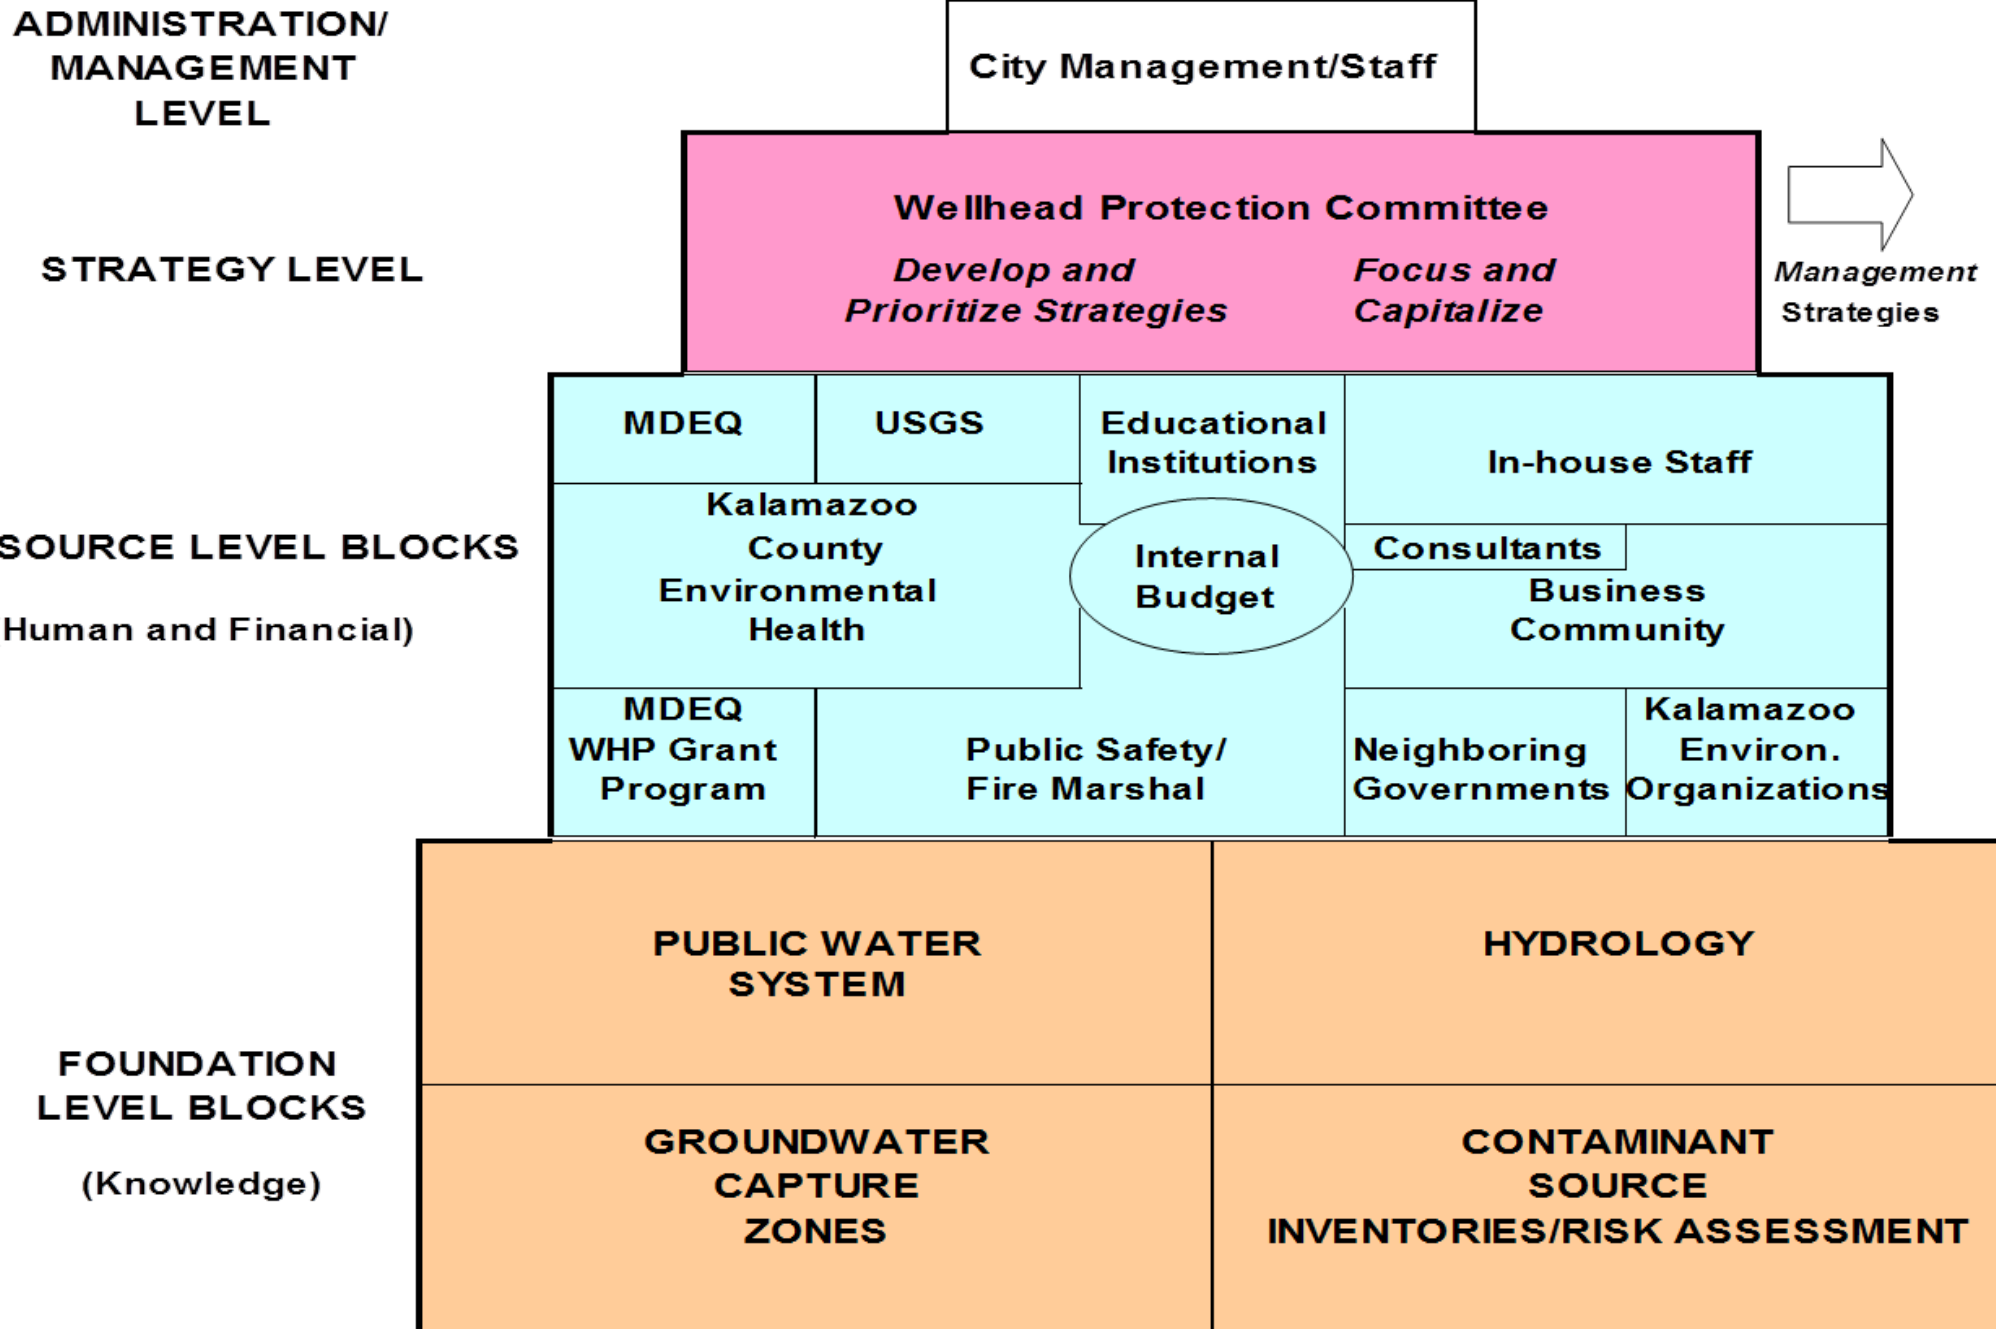 ADMINISTRATION/
MANAGEMENT
LEVEL
City Management/Staff
STRATEGY LEVEL
Wellhead Protection Committee
Develop and
Prioritize Strategies
Focus and
Capitalize
Management
Strategies
SOURCE LEVEL BLOCKS
Human and Financial)
MDEQ
USGS
Educational
Institutions
In-house Staff
Kalamazoo
County
Environmental
Health
Internal
Budget
Consultants
Business
Community
MDEQ
WHP Grant
Program
Public Safety/
Fire Marshal
Neighboring
Governments
Kalamazoo
Environ.
Organizations
FOUNDATION
LEVEL BLOCKS
(Knowledge)
PUBLIC WATER
SYSTEM
HYDROLOGY
GROUNDWATER
CAPTURE
ZONES
CONTAMINANT
SOURCE
INVENTORIES/RISK ASSESSMENT